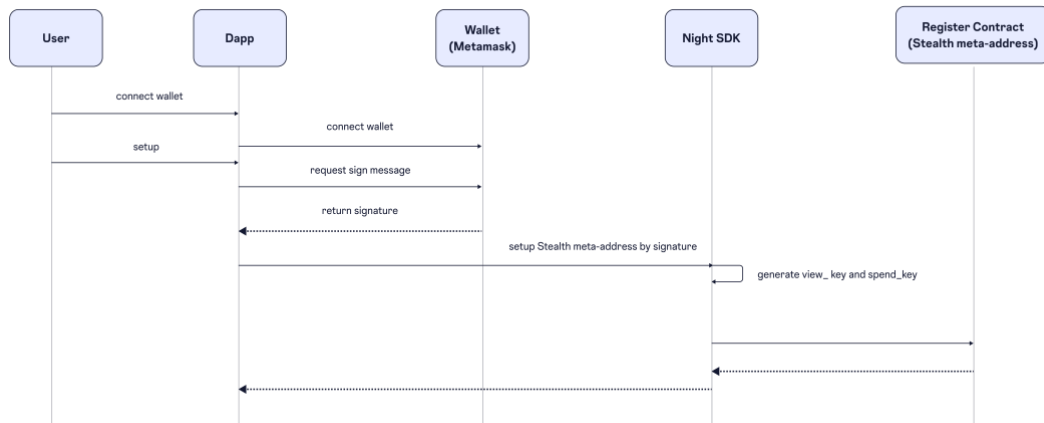 User
Dapp
Wallet
(Metamask)
Night SDK
Register Contract
(Stealth meta-address)
connect wallet
connect wallet
setup
request sign message
return signature
setup Stealth meta-address by signature
generate view_ key and spend_key